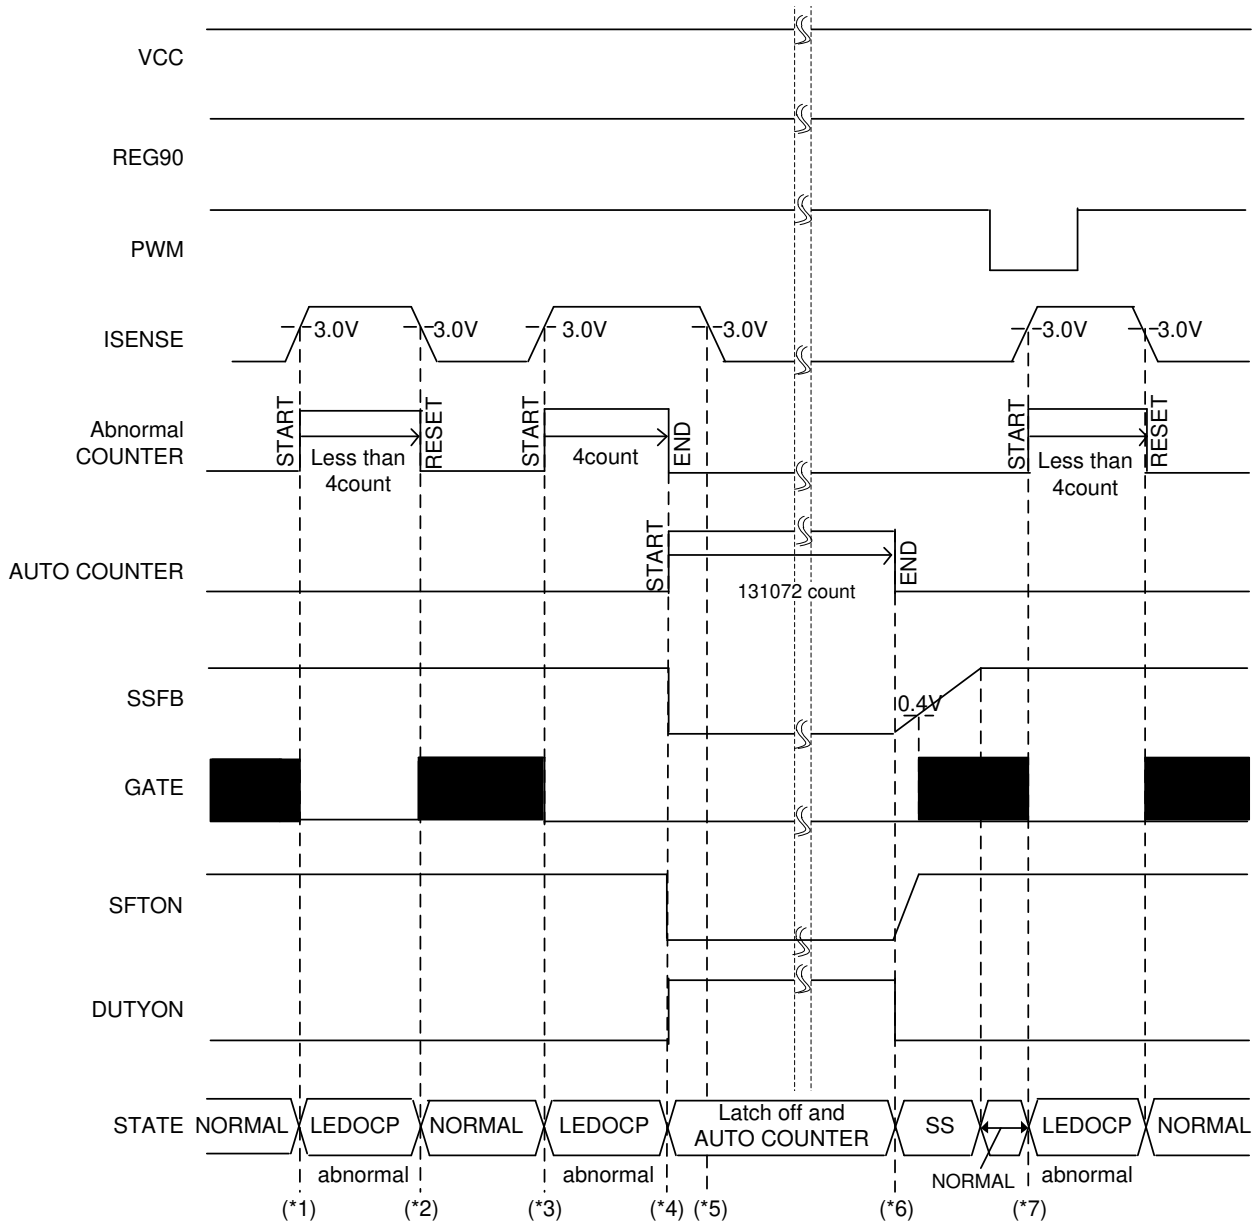 VCC
REG90
PWM
ISENSE
3.0V
3.0V
3.0V
3.0V
3.0V
3.0V
Abnormal
COUNTER
START
Less than
4count
RESET
START
4count
END
START
Less than
4count
RESET
AUTO COUNTER
START
131072 count
END
SSFB
0.4V
GATE
SFTON
DUTYON
STATE
NORMAL
LEDOCP
NORMAL
LEDOCP
Latch off and
AUTO COUNTER
SS
LEDOCP
NORMAL
abnormal
abnormal
NORMAL
abnormal
(*1)
(*2)
(*3)
(*4)
(*5)
(*6)
(*7)